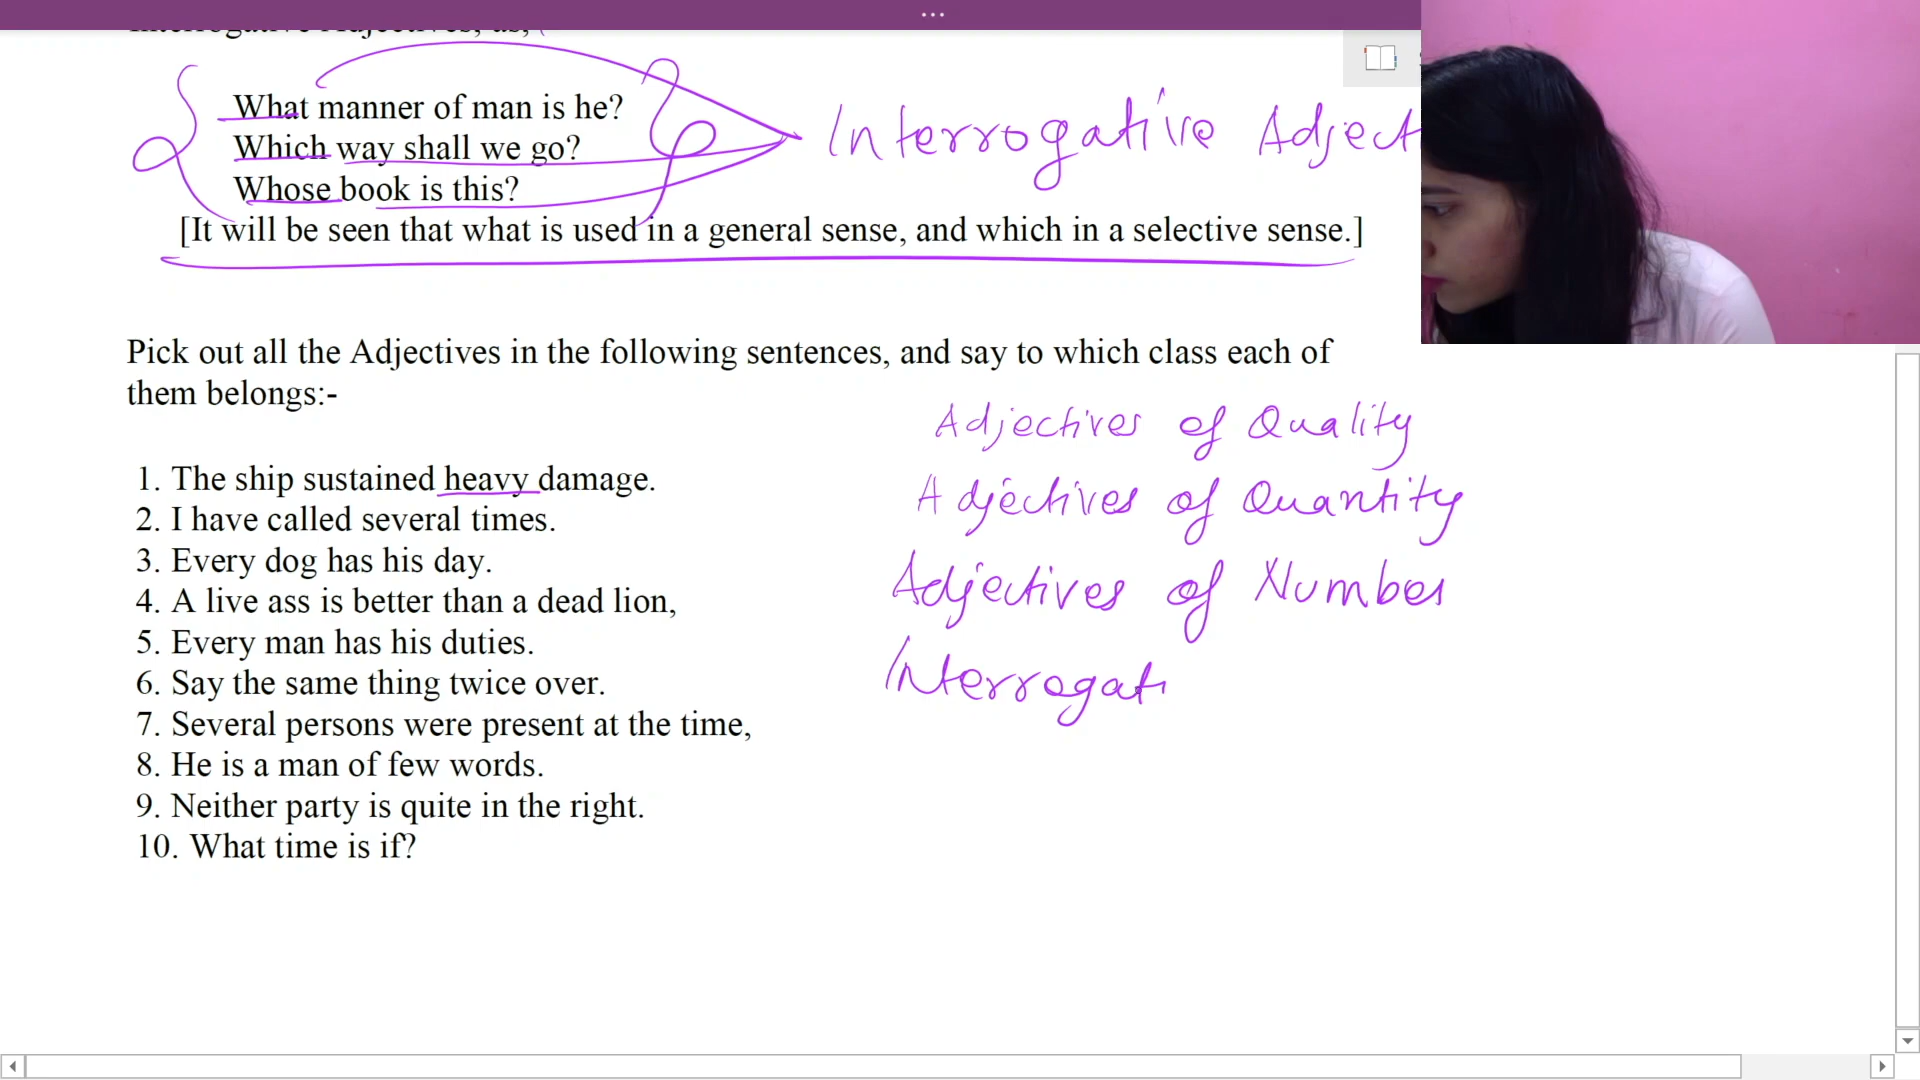 What manner of man is he?
Which way shall we go?
Whose book is this?
Interrogative Adject
[It will be seen that what is used in a general sense, and which in a selective sense.]
Pick out all the Adjectives in the following sentences, and say to which class each of
them belongs:-
1. The ship sustained heavy damage.
2. I have called several times.
3. Every dog has his day.
4. A live ass is better than a dead lion,
5. Every man has his duties.
6. Say the same thing twice over.
7. Several persons were present at the time,
8. He is a man of few words.
9. Neither party is quite in the right.
10. What time is if?
Adjectives of Quality
Adjectives of Quantity
Adjectives of Number
Interrogati